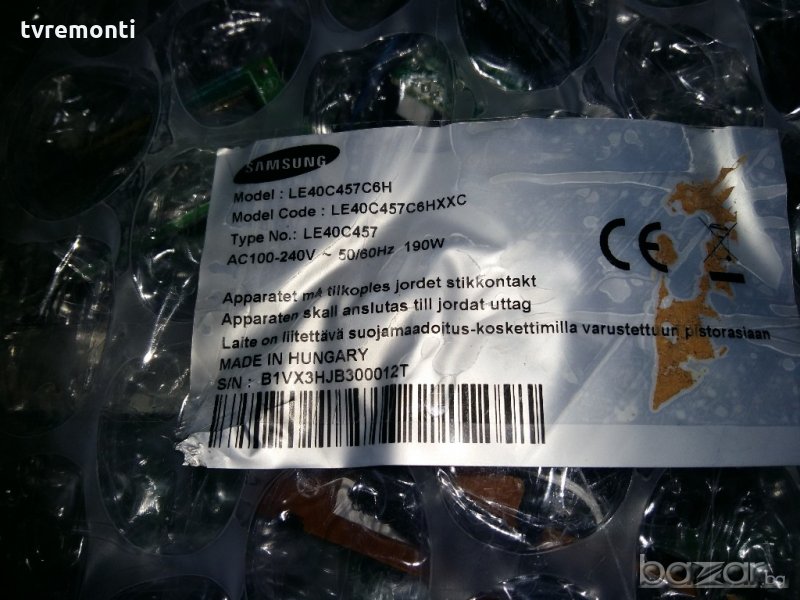 tvremonti
SAMSUNG
Model : LE40C457C6H
Model Code : LE40C457C6HXXC
Type No.: LE40C457
AC100-240V ~ 50/60Hz 190W
CE
Apparatet må tilkoples jordet stikkontakt
Apparaten skall anslutas till jordat uttag
Laite on liitettävä suojamaadoitus-koskettimilla varustettuun pistorasiaan
MADE IN HUNGARY
S/N : B1VX3HJB300012T
bazar.bg